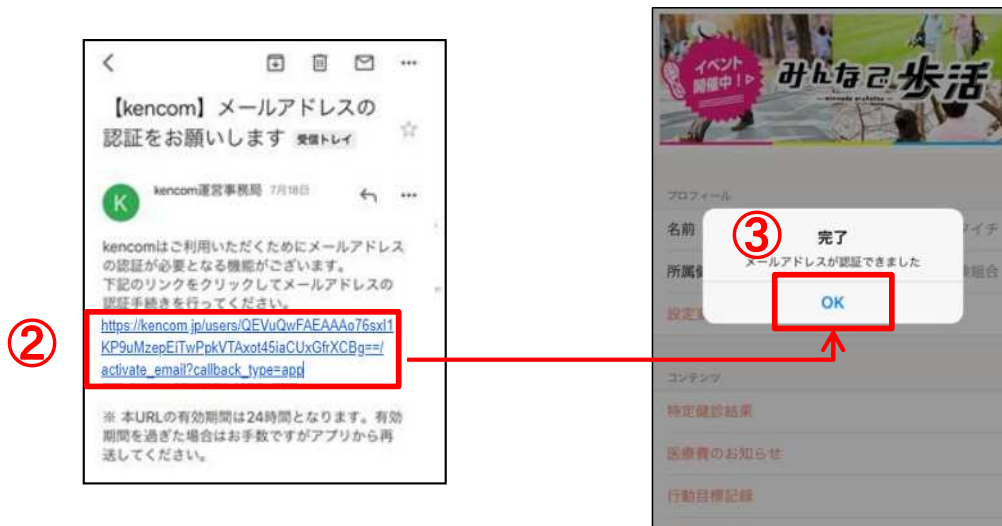 【kencom】メールアドレスの
認証をお願いします 受信トレイ
K
kencom運営事務局 7月18日
kencomはご利用いただくためにメールアドレス
の認証が必要となる機能がございます。
下記のリンクをクリックしてメールアドレスの
認証手続きを行ってください。
②
https://kencom.jp/users/QEVuQwFAEAAAo76sxI1
KP9uMzepEiTwPpkVTAxot45iaCUxGfrXCBg==/
activate_email?callback_type=app
※ 本URLの有効期間は24時間となります。有効
期間を過ぎた場合はお手数ですがアプリから再
送してください。
イベント
開催中!
みんなで歩活
プロフィール
名前 タイチ
③
完了
メールアドレスが認証できました
所属 組合
OK
設定
コンテンツ
特定健診結果
医療費のお知らせ
行動目標記録